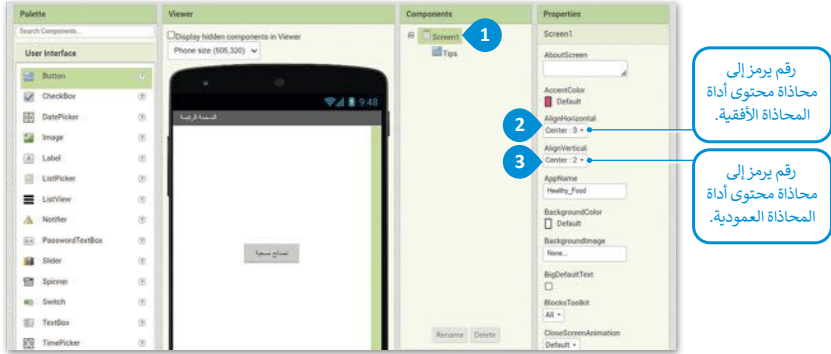 Palette
Search Components...
User Interface
Button
CheckBox
DatePicker
Image
Label
ListPicker
ListView
Notifier
PasswordTextBox
Slider
Spinner
Switch
TextBox
TimePicker
Viewer
Display hidden components in Viewer
Phone size (505,320)
9:48
الصفحة الرئيسة
نصائح صحية
Components
Screen1
Tips
Rename Delete
1
Properties
Screen1
AboutScreen
AccentColor
Default
AlignHorizontal
Center : 3
AlignVertical
Center : 2
AppName
Healthy_Food
BackgroundColor
Default
BackgroundImage
None...
BigDefaultText
BlocksToolkit
All
CloseScreenAnimation
Default
2
3
رقم يرمز إلى
محاذاة محتوى أداة
المحاذاة الأفقية.
رقم يرمز إلى
محاذاة محتوى أداة
المحاذاة العمودية.